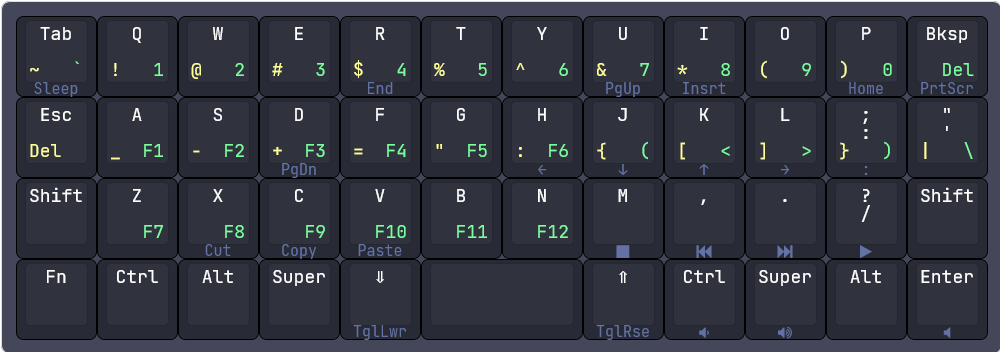 Tab Q W E R T Y U I O P Bksp
~ ` ! 1 @ 2 # 3 $ 4 % 5 ^ 6 & 7 * 8 ( 9 ) 0 Del
Sleep End PgUp Insrt Home PrtScr
Esc A S D F G H J K L ; "
: '
Del _ F1 - F2 + F3 = F4 " F5 : F6 { ( [ < ] > } ) | \
PgDn ← ↓ ↑ → :
Shift Z X C V B N M , . ? Shift
/
F7 F8 F9 F10 F11 F12
Cut Copy Paste ■ ⏮ ⏭ ▶
Fn Ctrl Alt Super ⇓ ⇑ Ctrl Super Alt Enter
TglLwr TglRse 🔉 🔊 🔈